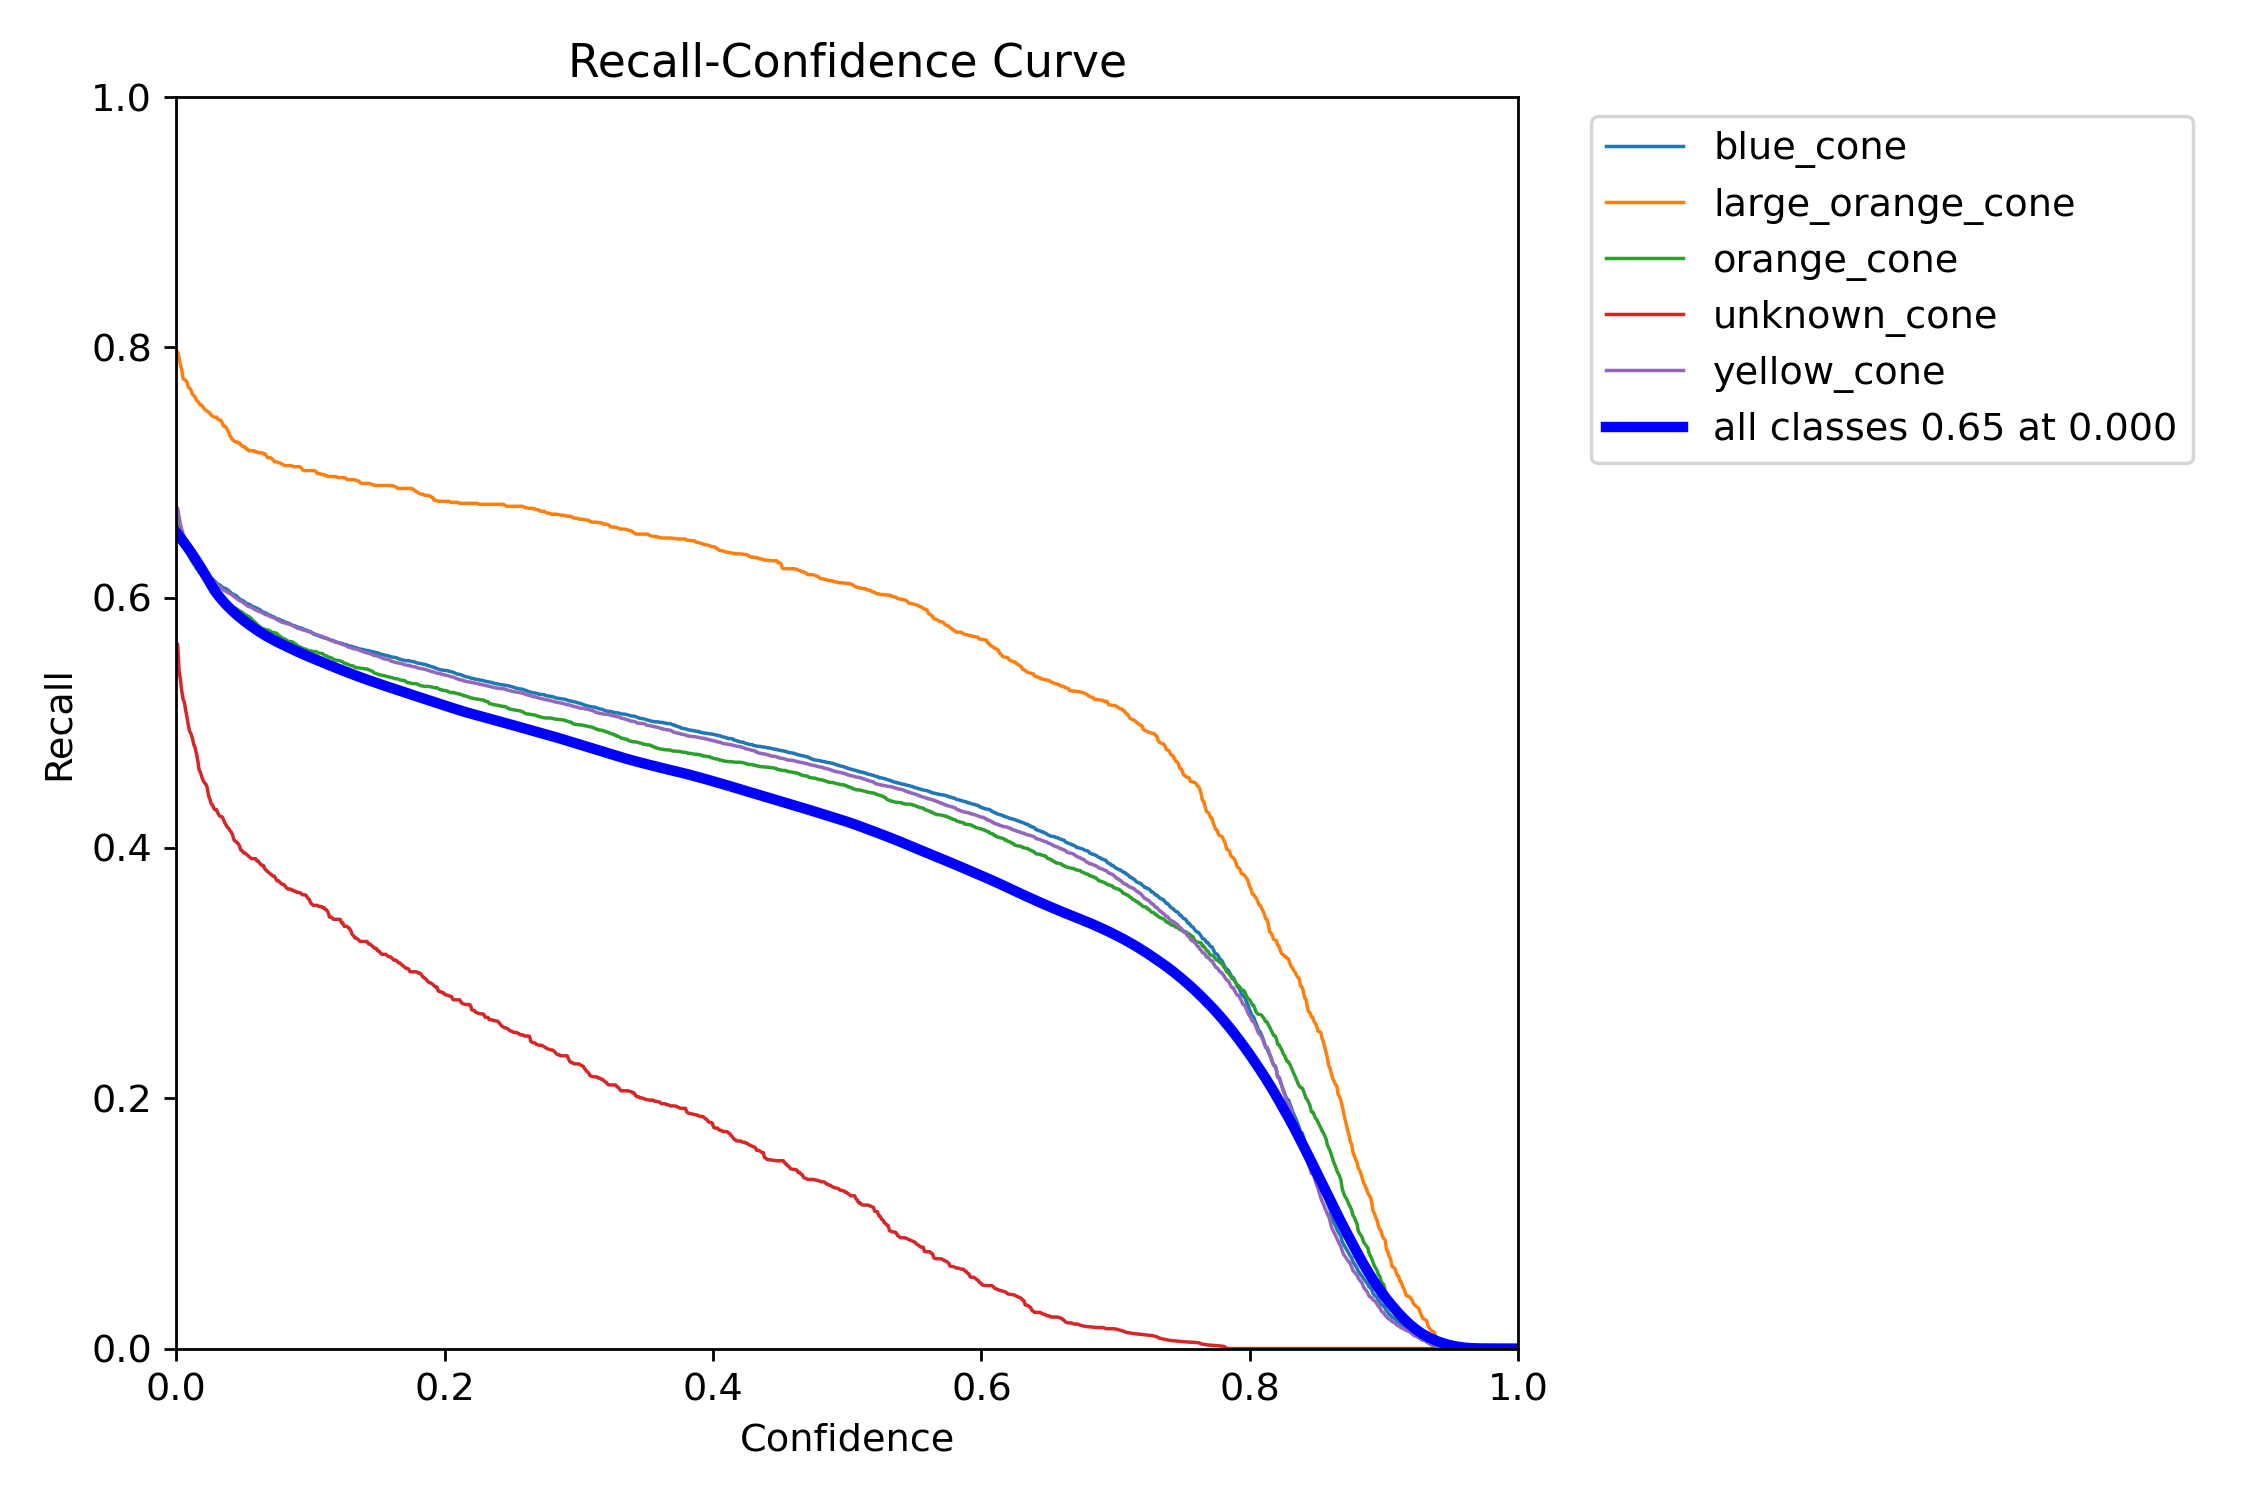 Recall-Confidence Curve
1.0
0.8
0.6
0.4
0.2
0.0
Recall
0.0 0.2 0.4 0.6 0.8 1.0
Confidence
blue_cone
large_orange_cone
orange_cone
unknown_cone
yellow_cone
all classes 0.65 at 0.000